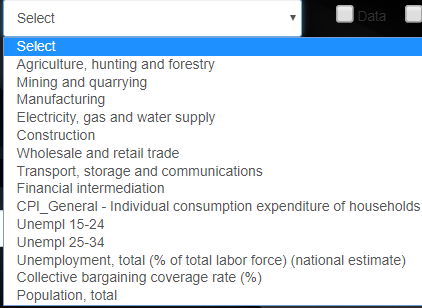 Select
Data
Select
Agriculture, hunting and forestry
Mining and quarrying
Manufacturing
Electricity, gas and water supply
Construction
Wholesale and retail trade
Transport, storage and communications
Financial intermediation
CPI_General - Individual consumption expenditure of households
Unempl 15-24
Unempl 25-34
Unemployment, total (% of total labor force) (national estimate)
Collective bargaining coverage rate (%)
Population, total